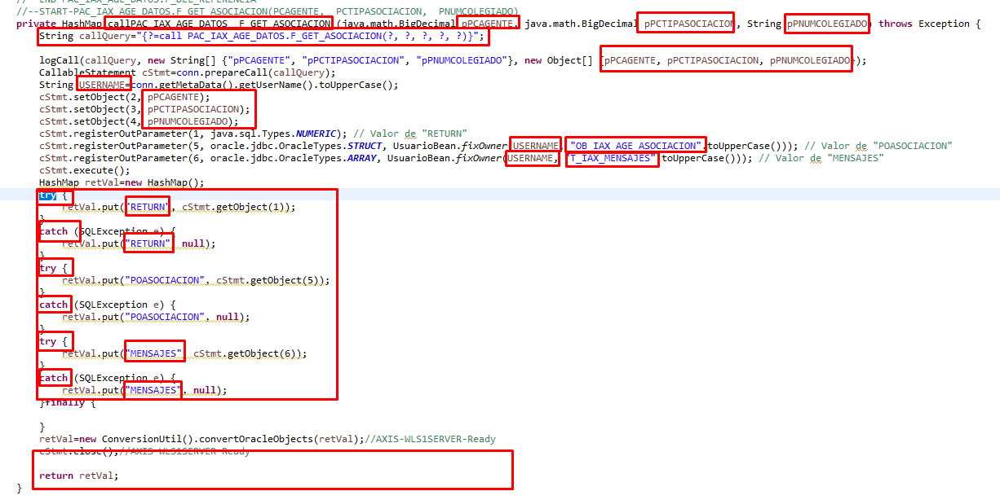 //--START-PAC_IAX_AGE_DATOS.F_GET_ASOCIACION(PCAGENTE, PCTIPASOCIACION, PNUMCOLEGIADO)
private HashMap callPAC_IAX_AGE_DATOS__F_GET_ASOCIACION (java.math.BigDecimal pPCAGENTE, java.math.BigDecimal pPCTIPASOCIACION, String pPNUMCOLEGIADO) throws Exception {
String callQuery="{?=call PAC_IAX_AGE_DATOS.F_GET_ASOCIACION(?, ?, ?, ?, ?)}";
logCall(callQuery, new String[] {"pPCAGENTE", "pPCTIPASOCIACION", "pPNUMCOLEGIADO"}, new Object[] {pPCAGENTE, pPCTIPASOCIACION, pPNUMCOLEGIADO});
CallableStatement cStmt=conn.prepareCall(callQuery);
String USERNAME=conn.getMetaData().getUserName().toUpperCase();
cStmt.setObject(2, pPCAGENTE);
cStmt.setObject(3, pPCTIPASOCIACION);
cStmt.setObject(4, pPNUMCOLEGIADO);
cStmt.registerOutParameter(1, java.sql.Types.NUMERIC); // Valor de "RETURN"
cStmt.registerOutParameter(5, oracle.jdbc.OracleTypes.STRUCT, UsuarioBean.fixOwner(USERNAME, "OB_IAX_AGE_ASOCIACION".toUpperCase())); // Valor de "POASOCIACION"
cStmt.registerOutParameter(6, oracle.jdbc.OracleTypes.ARRAY, UsuarioBean.fixOwner(USERNAME, "T_IAX_MENSAJES".toUpperCase())); // Valor de "MENSAJES"
cStmt.execute();
HashMap retVal=new HashMap();
try {
retVal.put("RETURN", cStmt.getObject(1));
}
catch (SQLException e) {
retVal.put("RETURN", null);
}
try {
retVal.put("POASOCIACION", cStmt.getObject(5));
}
catch (SQLException e) {
retVal.put("POASOCIACION", null);
}
try {
retVal.put("MENSAJES", cStmt.getObject(6));
}
catch (SQLException e) {
retVal.put("MENSAJES", null);
}finally {
}
retVal=new ConversionUtil().convertOracleObjects(retVal);//AXIS-WLS1SERVER-Ready
cStmt.close();//AXIS-WLS1SERVER-Ready
return retVal;
}